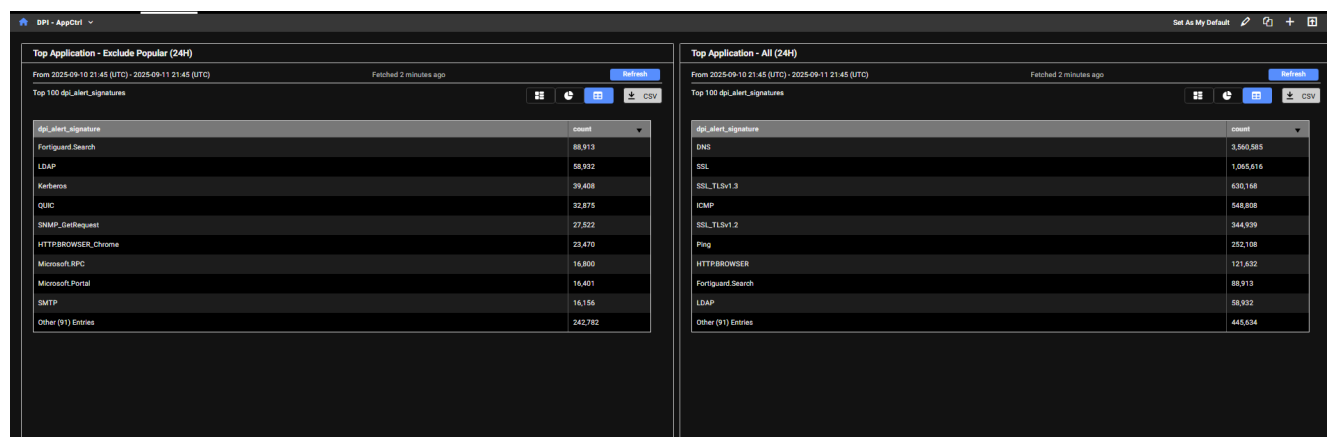 DPI - AppCtrl
Set As My Default
Top Application - Exclude Popular (24H)
From 2025-09-10 21:45 (UTC) - 2025-09-11 21:45 (UTC)
Fetched 2 minutes ago
Refresh
Top 100 dpi_alert_signatures
CSV
dpi_alert_signature count
Fortiguard.Search 88,913
LDAP 58,932
Kerberos 39,408
QUIC 32,875
SNMP_GetRequest 27,522
HTTP.BROWSER_Chrome 23,470
Microsoft.RPC 16,800
Microsoft.Portal 16,401
SMTP 16,156
Other (91) Entries 242,782
Top Application - All (24H)
From 2025-09-10 21:45 (UTC) - 2025-09-11 21:45 (UTC)
Fetched 2 minutes ago
Refresh
Top 100 dpi_alert_signatures
CSV
dpi_alert_signature count
DNS 3,560,585
SSL 1,065,616
SSL_TLSv1.3 630,168
ICMP 548,808
SSL_TLSv1.2 344,939
Ping 252,108
HTTP.BROWSER 121,632
Fortiguard.Search 88,913
LDAP 58,932
Other (91) Entries 445,634